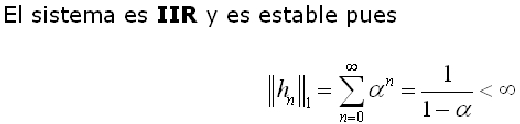 El sistema es IIR y es estable pues
‖hₙ‖₁ = ∑_{n=0}^{∞} αⁿ = 1/(1−α) < ∞